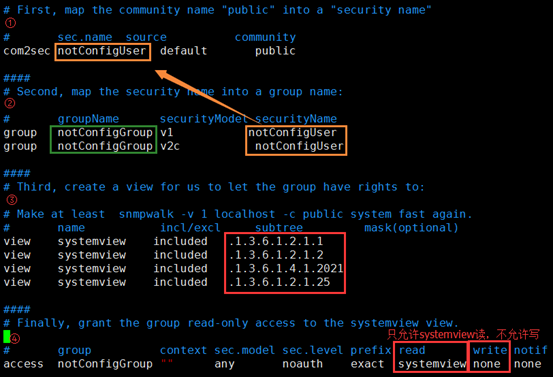 # First, map the community name "public" into a "security name"
①
#       sec.name  source          community
com2sec notConfigUser  default       public
####
# Second, map the security name into a group name:
②
#       groupName      securityModel securityName
group   notConfigGroup v1           notConfigUser
group   notConfigGroup v2c           notConfigUser
####
# Third, create a view for us to let the group have rights to:
③
# Make at least  snmpwalk -v 1 localhost -c public system fast again.
#       name           incl/excl     subtree         mask(optional)
view    systemview    included   .1.3.6.1.2.1.1
view    systemview    included   .1.3.6.1.2.1.2
view    systemview    included   .1.3.6.1.4.1.2021
view    systemview    included   .1.3.6.1.2.1.25
####
# Finally, grant the group read-only access to the systemview view.
④ 只允许systemview读，不允许写
#       group          context sec.model sec.level prefix read   write  notif
access  notConfigGroup ""      any       noauth    exact  systemview none none